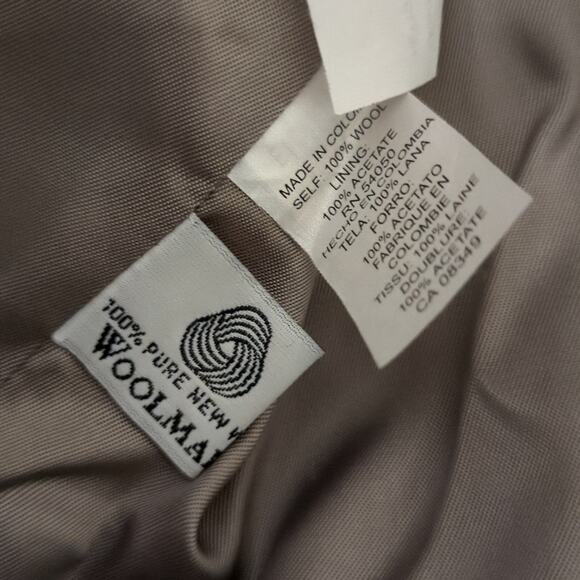 MADE IN COLOM
SELF: 100% WOOL
LINING:
100% ACETATE
RN 54050
HECHO EN COLOMBIA
TELA: 100% LANA
FORRO:
100% ACETATO
FABRIQUE EN
COLOMBIE
TISSU: 100% LAINE
DOUBLURE:
100% ACETATE
CA 08349
100% PURE NEW W
WOOLMA